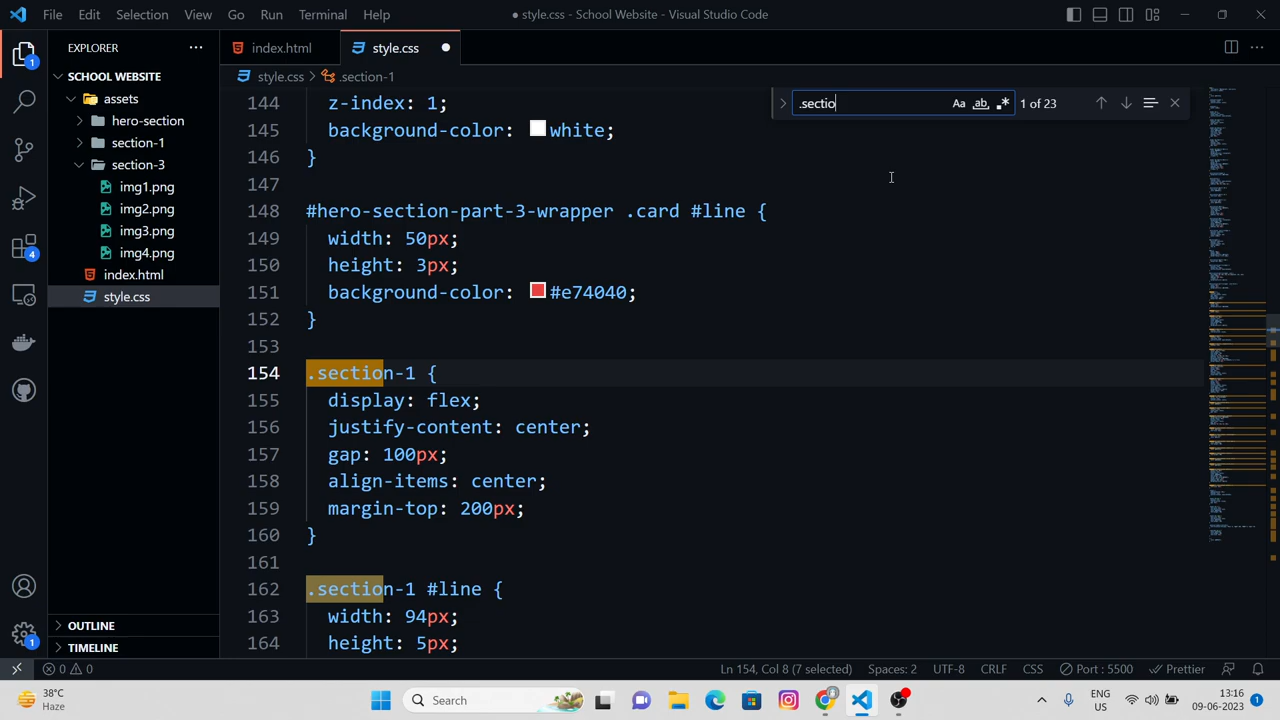 File Edit Selection View Go Run Terminal Help
● style.css - School Website - Visual Studio Code
EXPLORER
index.html
style.css
SCHOOL WEBSITE
style.css > .section-1
assets
hero-section
section-1
section-3
img1.png
img2.png
img3.png
img4.png
index.html
style.css
OUTLINE
TIMELINE
.sectio
1 of 23
144 z-index: 1;
145 background-color: white;
146 }
147
148 #hero-section-part-3-wrapper .card #line {
149 width: 50px;
150 height: 3px;
151 background-color: #e74040;
152 }
153
154 .section-1 {
155 display: flex;
156 justify-content: center;
157 gap: 100px;
158 align-items: center;
159 margin-top: 200px;
160 }
161
162 .section-1 #line {
163 width: 94px;
164 height: 5px;
0 0
Ln 154, Col 8 (7 selected) Spaces: 2 UTF-8 CRLF CSS Port : 5500 Prettier
38°C
Haze
Search
ENG
US
13:16
09-06-2023